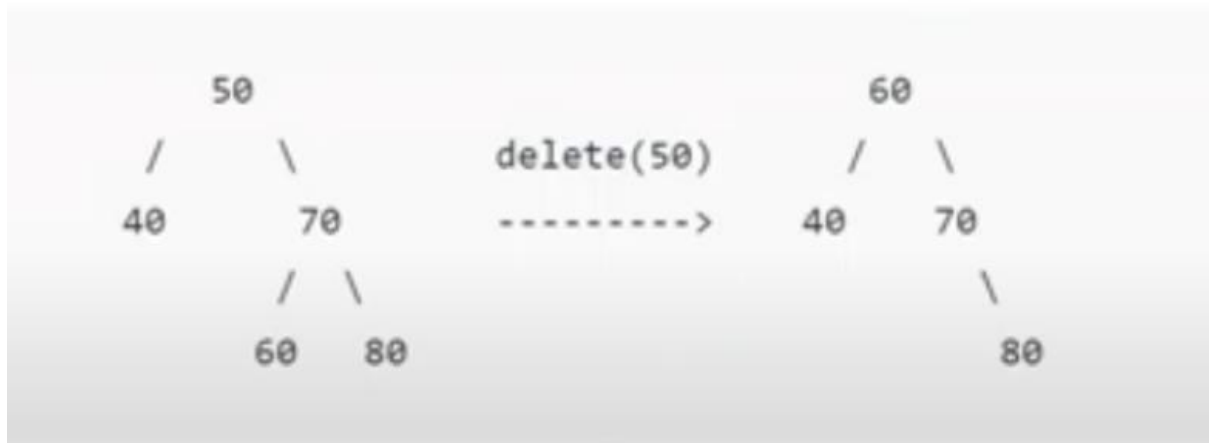 50 60
/ \ delete(50) / \
40 70 ---------> 40 70
/ \ \
60 80 80